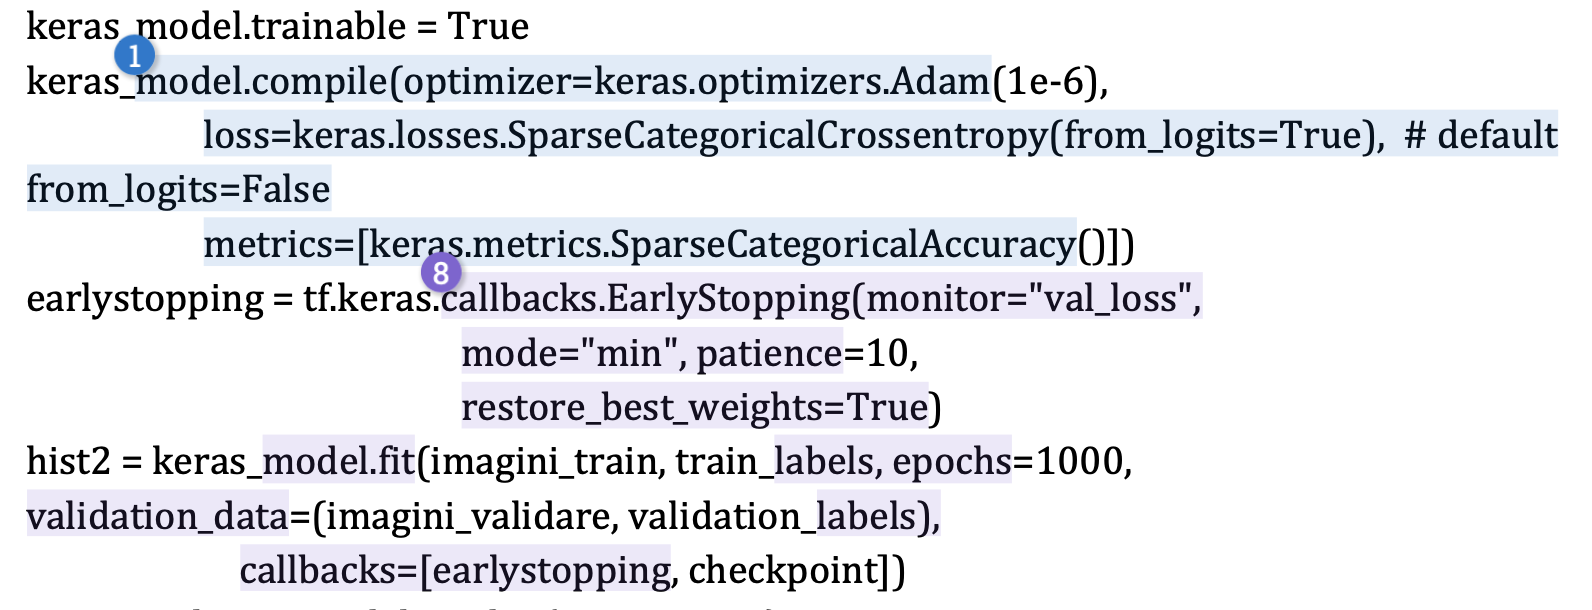 keras_model.trainable = True
1
keras_model.compile(optimizer=keras.optimizers.Adam(1e-6),
loss=keras.losses.SparseCategoricalCrossentropy(from_logits=True), # default
from_logits=False
metrics=[keras.metrics.SparseCategoricalAccuracy()])
8
earlystopping = tf.keras.callbacks.EarlyStopping(monitor="val_loss",
mode="min", patience=10,
restore_best_weights=True)
hist2 = keras_model.fit(imagini_train, train_labels, epochs=1000,
validation_data=(imagini_validare, validation_labels),
callbacks=[earlystopping, checkpoint])